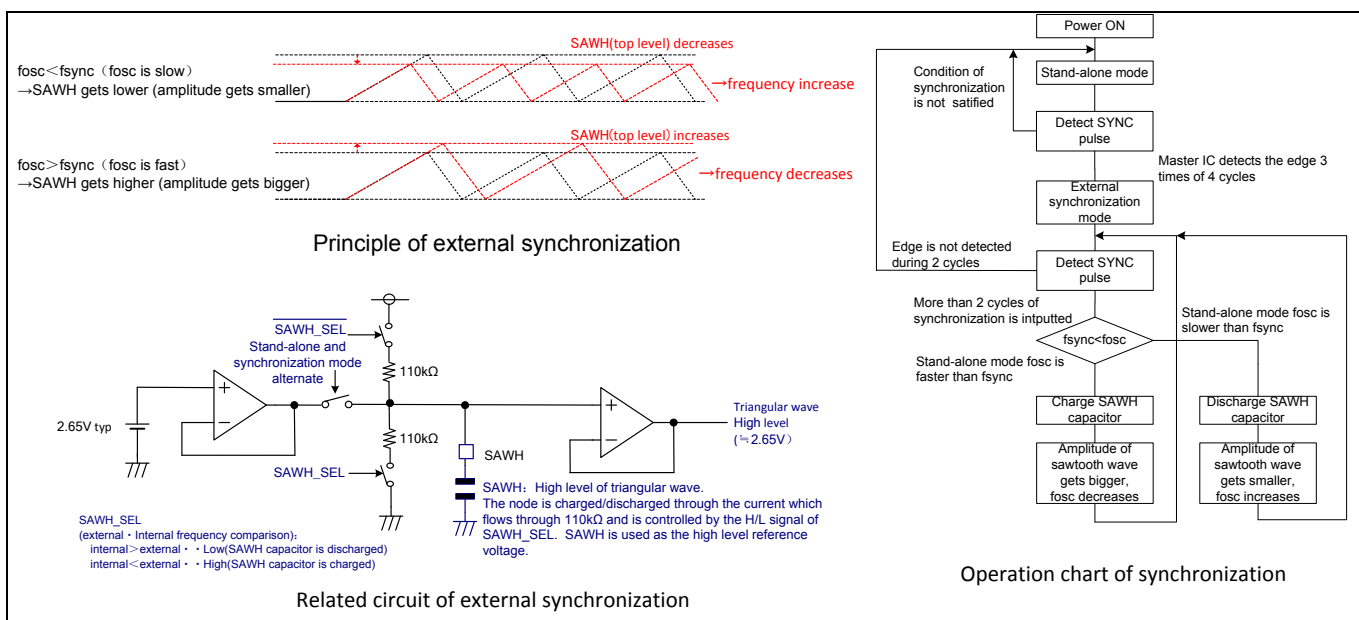 SAWH(top level) decreases
fosc＜fsync（fosc is slow）
→SAWH gets lower (amplitude gets smaller)
→frequency increase
SAWH(top level) increases
fosc＞fsync（fosc is fast）
→SAWH gets higher (amplitude gets bigger)
→frequency decreases
Principle of external synchronization
SAWH_SEL
Stand-alone and
synchronization mode
alternate
110kΩ
2.65V typ
110kΩ
SAWH_SEL
SAWH
Triangular wave
High level
(≒2.65V）
SAWH：High level of triangular wave.
The node is charged/discharged through the current which
flows through 110kΩ and is controlled by the H/L signal of
SAWH_SEL. SAWH is used as the high level reference
voltage.
SAWH_SEL
(external・Internal frequency comparison)：
internal>external・・Low(SAWH capacitor is discharged)
internal<external・・High(SAWH capacitor is charged)
Related circuit of external synchronization
Power ON
Stand-alone mode
Condition of
synchronization
is not satified
Detect SYNC
pulse
Master IC detects the edge 3
times of 4 cycles
External
synchronization
mode
Edge is not detected
during 2 cycles
Detect SYNC
pulse
More than 2 cycles of
synchronization is intputted
fsync<fosc
Stand-alone mode fosc is
slower than fsync
Stand-alone mode fosc is
faster than fsync
Charge SAWH
capacitor
Discharge SAWH
capacitor
Amplitude of
sawtooth wave
gets bigger,
fosc decreases
Amplitude of
sawtooth wave
gets smaller,
fosc increases
Operation chart of synchronization